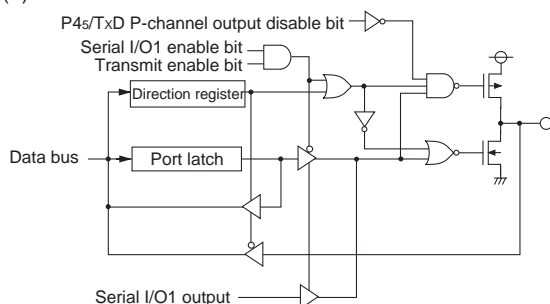 P45/TxD P-channel output disable bit
Serial I/O1 enable bit
Transmit enable bit
Direction register
Data bus
Port latch
Serial I/O1 output